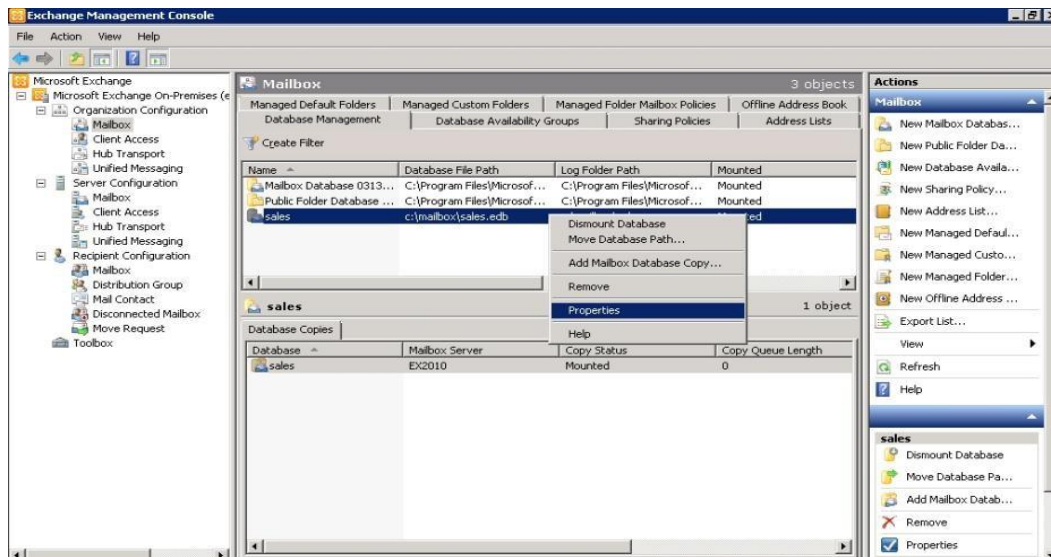 Exchange Management Console
File Action View Help
Microsoft Exchange
Microsoft Exchange On-Premises (e
Organization Configuration
Mailbox
Client Access
Hub Transport
Unified Messaging
Server Configuration
Mailbox
Client Access
Hub Transport
Unified Messaging
Recipient Configuration
Mailbox
Distribution Group
Mail Contact
Disconnected Mailbox
Move Request
Toolbox
Mailbox 3 objects
Managed Default Folders Managed Custom Folders Managed Folder Mailbox Policies Offline Address Book
Database Management Database Availability Groups Sharing Policies Address Lists
Create Filter
Name Database File Path Log Folder Path Mounted
Mailbox Database 0313... C:\Program Files\Microsof... C:\Program Files\Microsof... Mounted
Public Folder Database ... C:\Program Files\Microsof... C:\Program Files\Microsof... Mounted
sales c:\mailbox\sales.edb
Dismount Database
Move Database Path...
Add Mailbox Database Copy...
Remove
Properties
Help
sales 1 object
Database Copies
Database Mailbox Server Copy Status Copy Queue Length
sales EX2010 Mounted 0
Actions
Mailbox
New Mailbox Databas...
New Public Folder Da...
New Database Availa...
New Sharing Policy...
New Address List...
New Managed Defaul...
New Managed Custo...
New Managed Folder...
New Offline Address ...
Export List...
View
Refresh
Help
sales
Dismount Database
Move Database Pa...
Add Mailbox Datab...
Remove
Properties